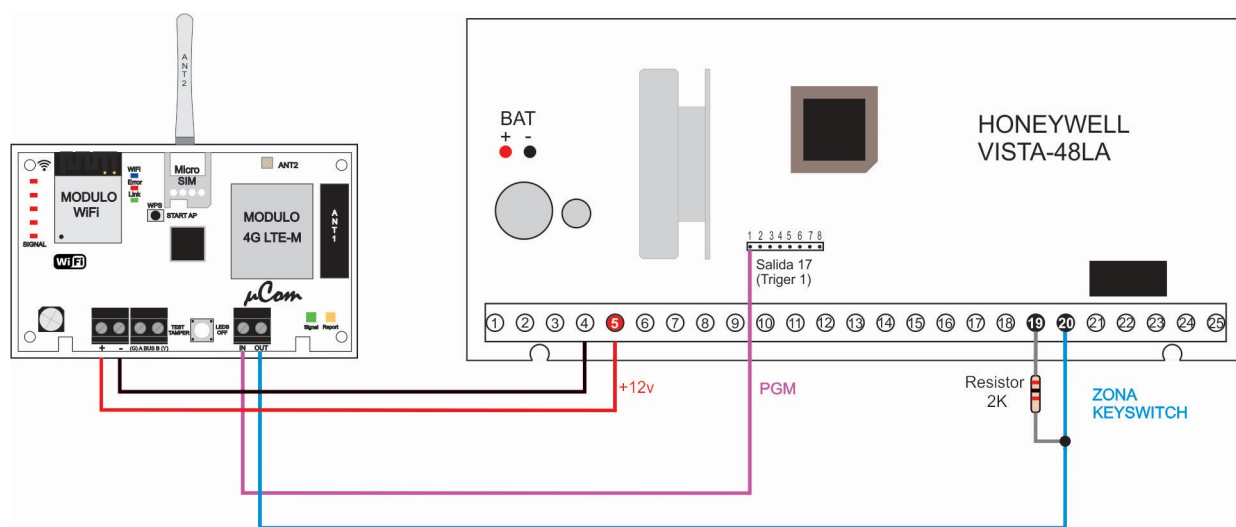 ANT2
MODULO
WiFi
WiFi
Error
Link
Micro
SIM
ANT2
WPS
START AP
MODULO
4G LTE-M
ANT1
SIGNAL
WiFi
µCom
TEST
TAMPER
LEDS
OFF
Signal Report
+ - (G) A BUS B (Y) IN OUT
BAT
+ -
HONEYWELL
VISTA-48LA
1 2 3 4 5 6 7 8
Salida 17
(Triger 1)
1 2 3 4 5 6 7 8 9 10 11 12 13 14 15 16 17 18 19 20 21 22 23 24 25
+12v
PGM
Resistor
2K
ZONA
KEYSWITCH